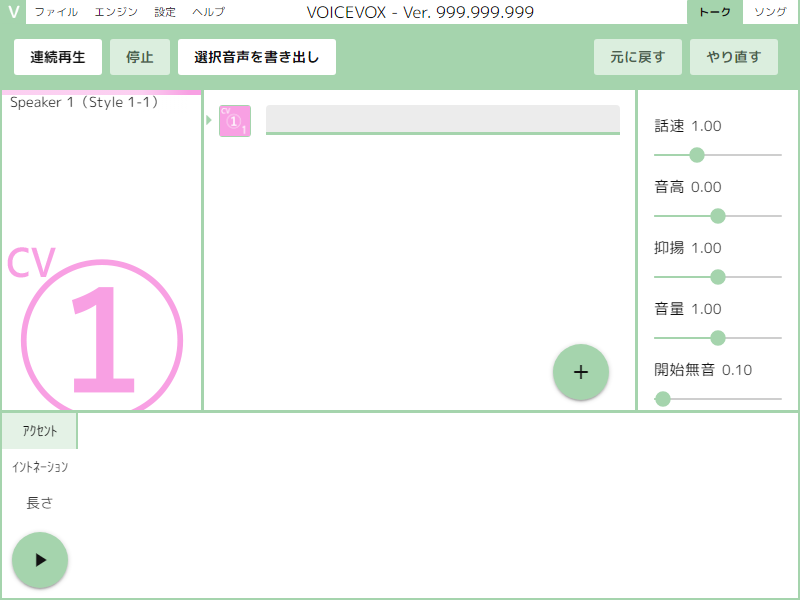 V ファイル エンジン 設定 ヘルプ VOICEVOX - Ver. 999.999.999 トーク ソング
連続再生 停止 選択音声を書き出し 元に戻す やり直す
Speaker 1（Style 1-1）
CV ① 1
話速 1.00
音高 0.00
抑揚 1.00
音量 1.00
開始無音 0.10
CV
①
+
アクセント
イントネーション
長さ